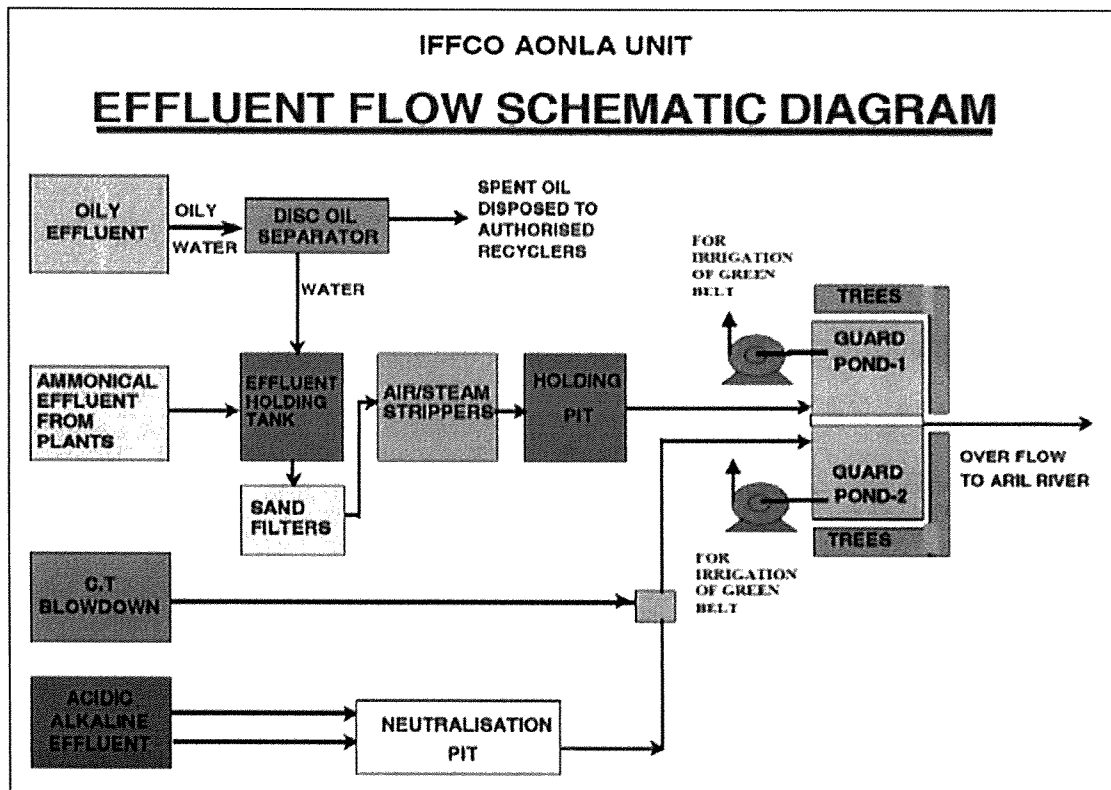 IFFCO AONLA UNIT
EFFLUENT FLOW SCHEMATIC DIAGRAM
OILY
EFFLUENT
OILY
WATER
DISC OIL
SEPARATOR
SPENT OIL
DISPOSED TO
AUTHORISED
RECYCLERS
WATER
FOR
IRRIGATION
OF GREEN
BELT
TREES
GUARD
POND-1
AMMONICAL
EFFLUENT
FROM
PLANTS
EFFLUENT
HOLDING
TANK
AIR/STEAM
STRIPPERS
HOLDING
PIT
GUARD
POND-2
OVER FLOW
TO ARIL RIVER
SAND
FILTERS
TREES
FOR
IRRIGATION
OF GREEN
BELT
C.T
BLOWDOWN
ACIDIC
ALKALINE
EFFLUENT
NEUTRALISATION
PIT